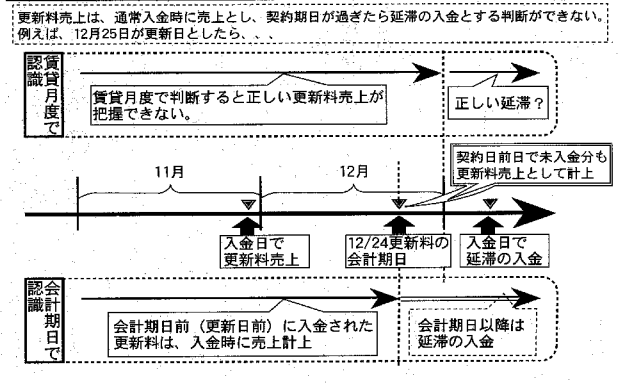 更新料売上は、通常入金時に売上とし、契約期日が過ぎたら延滞の入金とする判断ができない。
例えば、12月25日が更新日としたら、、、
賃貸月度で
認識
賃貸月度で判断すると正しい更新料売上が
把握できない。
正しい延滞？
契約日前日で未入金分も
更新料売上として計上
11月
12月
入金日で
更新料売上
12/24更新料の
会計期日
入金日で
延滞の入金
会計期日で
認識
会計期日前（更新日前）に入金された
更新料は、入金時に売上計上
会計期日以降は
延滞の入金